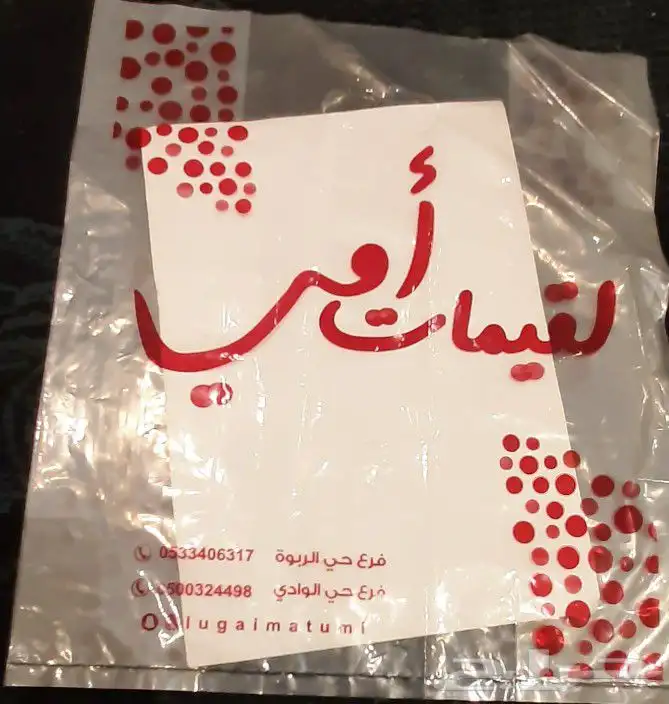 لقيمات أمي
فرع حي الربوة 0533406317
فرع حي الوادي 0500324498
@lugaimatumi